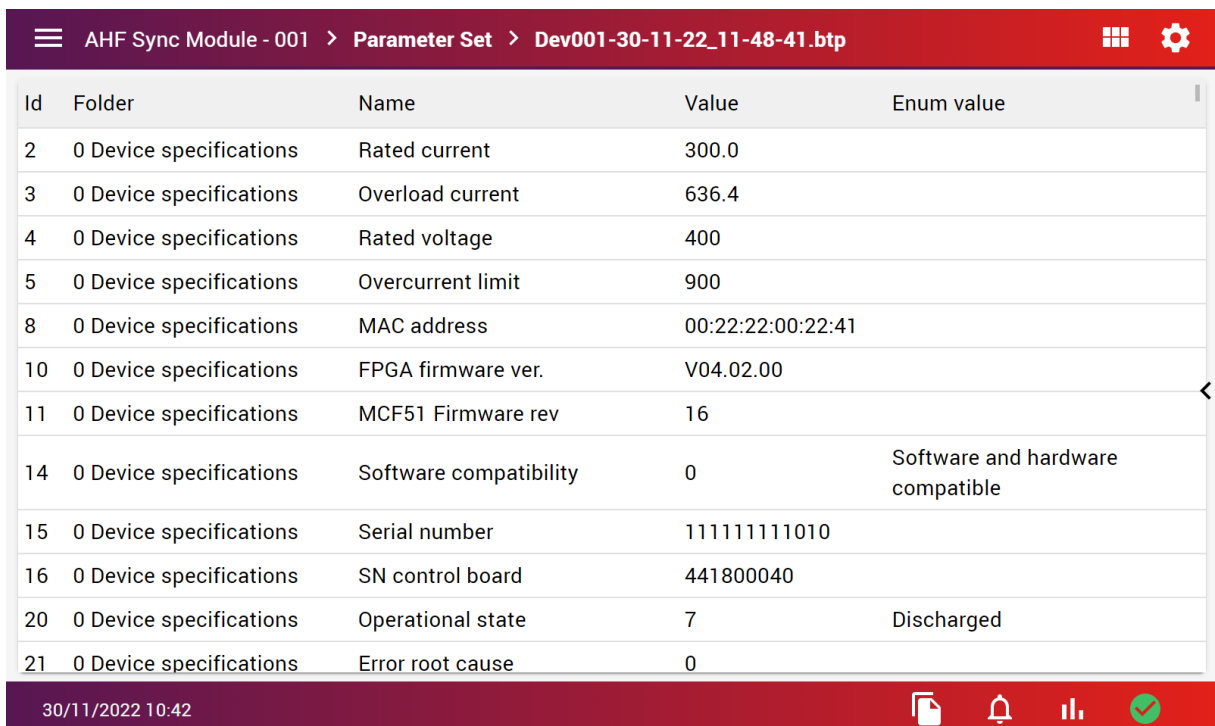 AHF Sync Module - 001 > Parameter Set > Dev001-30-11-22_11-48-41.btp
Id Folder Name Value Enum value
2 0 Device specifications Rated current 300.0
3 0 Device specifications Overload current 636.4
4 0 Device specifications Rated voltage 400
5 0 Device specifications Overcurrent limit 900
8 0 Device specifications MAC address 00:22:22:00:22:41
10 0 Device specifications FPGA firmware ver. V04.02.00
11 0 Device specifications MCF51 Firmware rev 16
14 0 Device specifications Software compatibility 0 Software and hardware
compatible
15 0 Device specifications Serial number 111111111010
16 0 Device specifications SN control board 441800040
20 0 Device specifications Operational state 7 Discharged
21 0 Device specifications Error root cause 0
30/11/2022 10:42